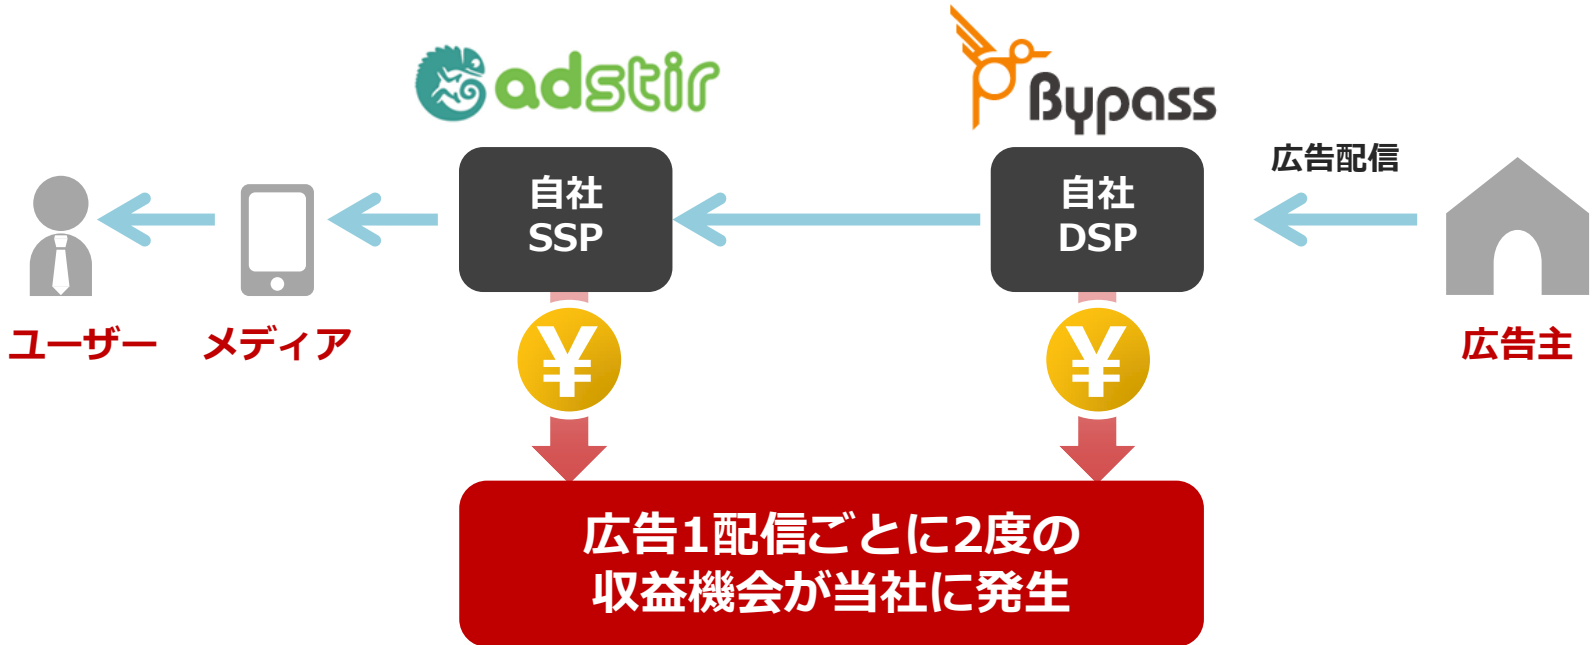 adstir
Bypass
広告配信
自社
SSP
自社
DSP
ユーザー
メディア
広告主
¥
¥
広告1配信ごとに2度の
収益機会が当社に発生